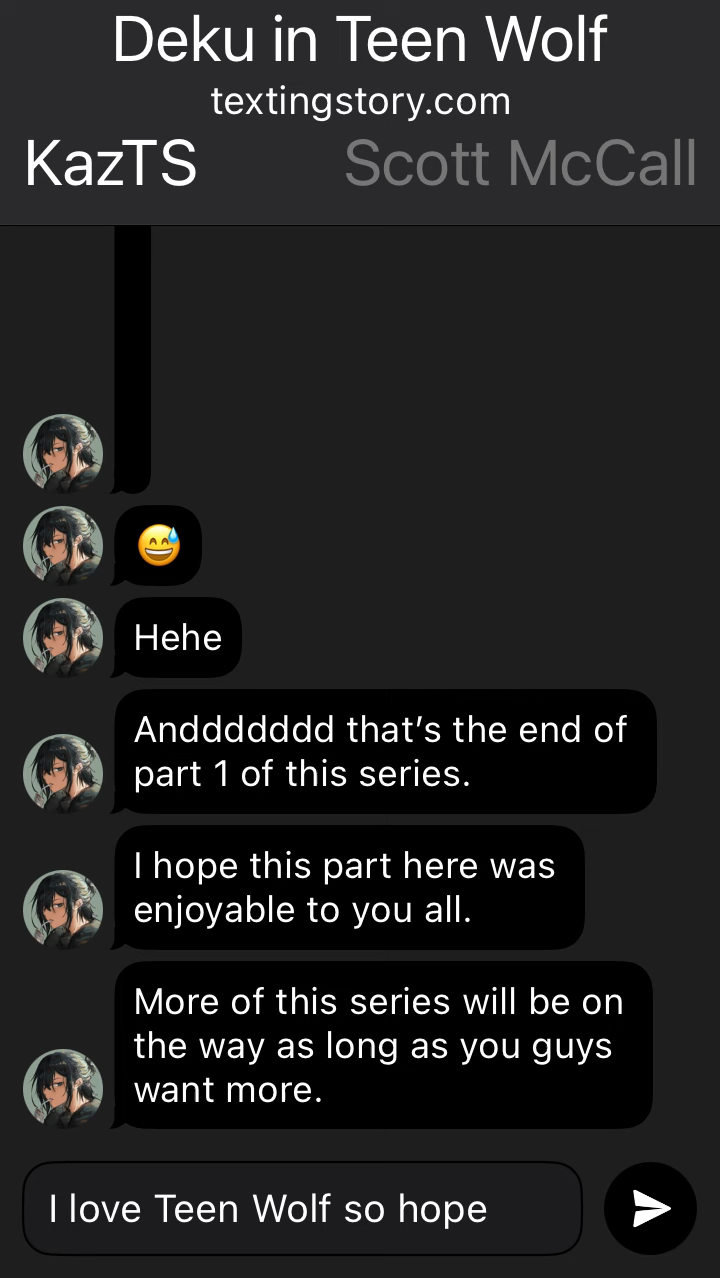 Deku in Teen Wolf
textingstory.com
KazTS Scott McCall
😅
Hehe
Anddddddd that's the end of
part 1 of this series.
I hope this part here was
enjoyable to you all.
More of this series will be on
the way as long as you guys
want more.
I love Teen Wolf so hope